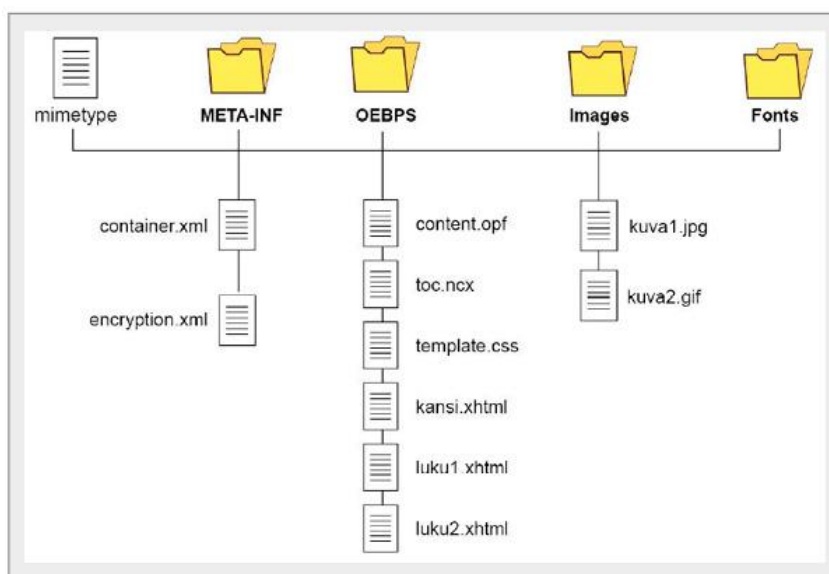 mimetype
META-INF
OEBPS
Images
Fonts
container.xml
encryption.xml
content.opf
toc.ncx
template.css
kansi.xhtml
luku1.xhtml
luku2.xhtml
kuva1.jpg
kuva2.gif